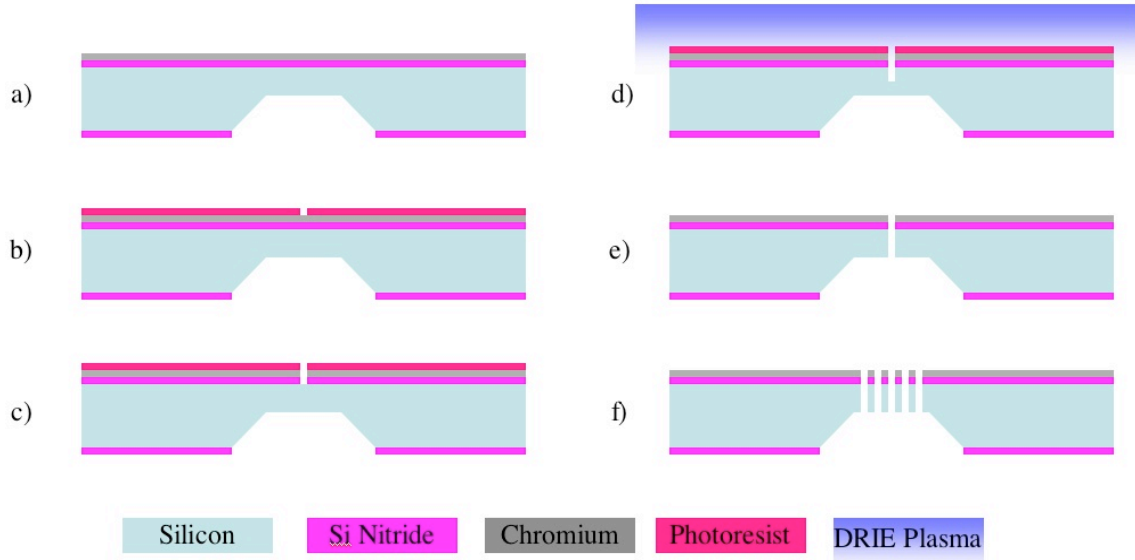 a)
b)
c)
d)
e)
f)
Silicon
Si Nitride
Chromium
Photoresist
DRIE Plasma